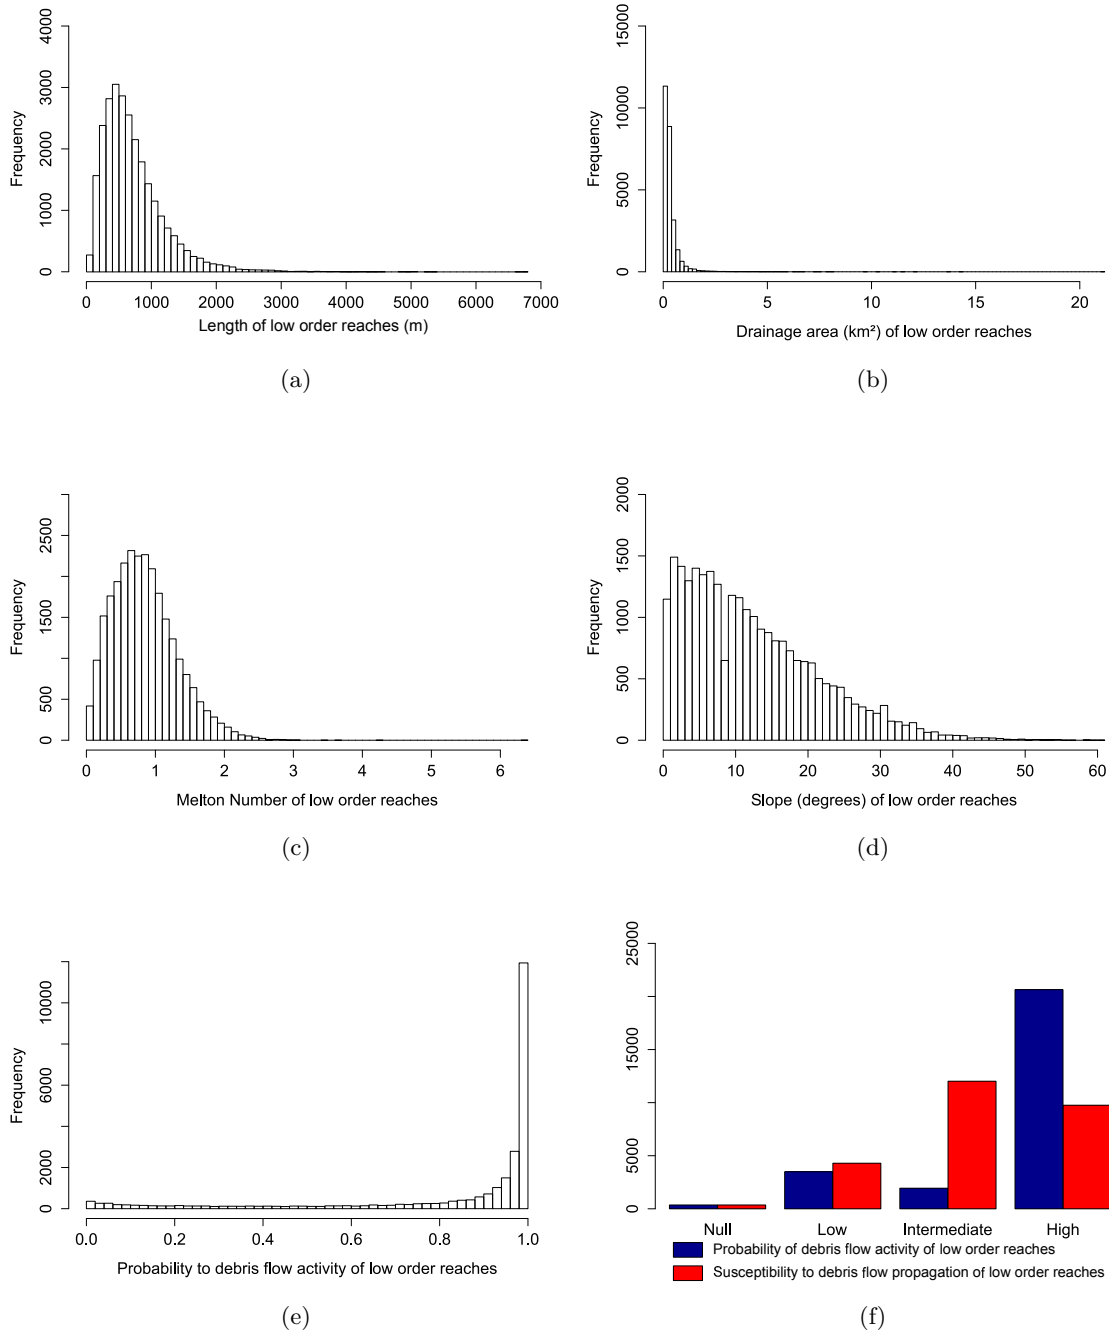 4000
3000
2000
1000
0
Frequency
0 1000 2000 3000 4000 5000 6000 7000
Length of low order reaches (m)
(a)
15000
10000
5000
0
Frequency
0 5 10 15 20
Drainage area (km²) of low order reaches
(b)
2500
1500
500
0
Frequency
0 1 2 3 4 5 6
Melton Number of low order reaches
(c)
2000
1500
1000
500
0
Frequency
0 10 20 30 40 50 60
Slope (degrees) of low order reaches
(d)
10000
6000
2000
0
Frequency
0.0 0.2 0.4 0.6 0.8 1.0
Probability to debris flow activity of low order reaches
(e)
25000
15000
5000
0
Null Low Intermediate High
Probability of debris flow activity of low order reaches
Susceptibility to debris flow propagation of low order reaches
(f)